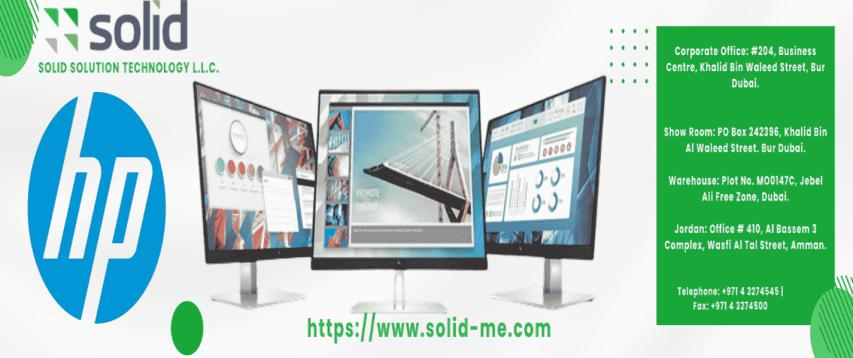 solid
SOLID SOLUTION TECHNOLOGY L.L.C.
hp
PROMOTE
SYNERGY
https://www.solid-me.com
Corporate Office: #204, Business
Centre, Khalid Bin Waleed Street, Bur
Dubai.
Show Room: PO Box 242396, Khalid Bin
Al Waleed Street. Bur Dubai.
Warehouse: Plot No. MO0147C, Jebel
Ali Free Zone, Dubai.
Jordan: Office # 410, Al Bassem 3
Complex, Wasfi Al Tal Street, Amman.
Telephone: +971 4 3274545 |
Fax: +971 4 3274500